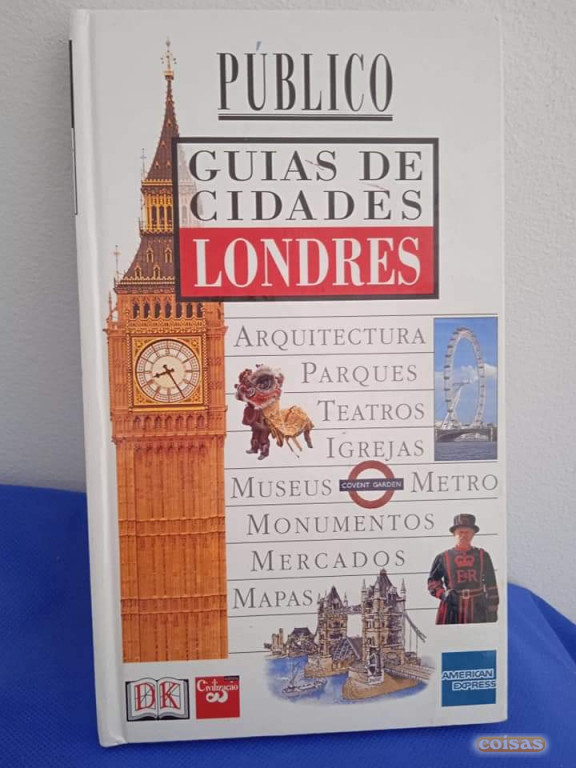 PÚBLICO
GUIAS DE
CIDADES
LONDRES
ARQUITECTURA
PARQUES
TEATROS
IGREJAS
MUSEUS COVENT GARDEN METRO
MONUMENTOS
MERCADOS
MAPAS
ER
DK
Civilização
AMERICAN
EXPRESS
coisas